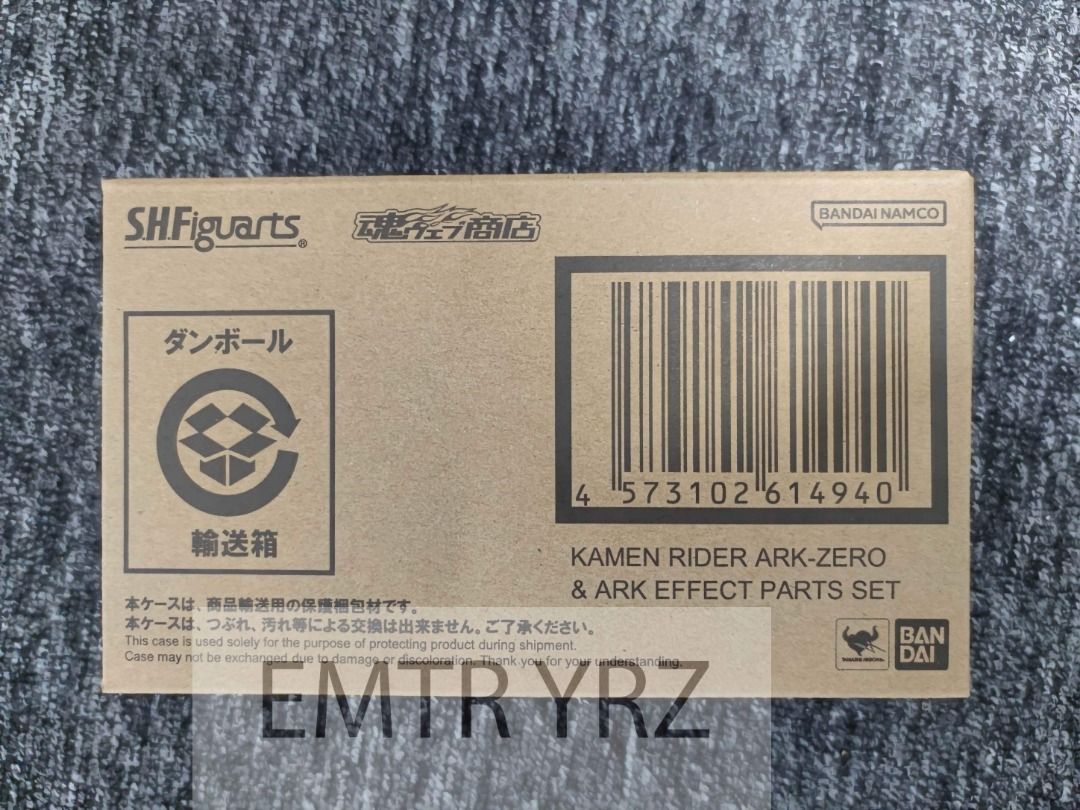 S.H.Figuarts®
魂ウェブ商店
BANDAI NAMCO
ダンボール
輸送箱
4 573102 614940
KAMEN RIDER ARK-ZERO
& ARK EFFECT PARTS SET
本ケースは、商品輸送用の保護梱包材です。
本ケースは、つぶれ、汚れ等による交換は出来ません。ご了承ください。
This case is used solely for the purpose of protecting product during shipment.
Case may not be exchanged due to damage or discoloration. Thank you for your understanding.
TAMASHII NATIONS
BAN
DAI
EMTR YRZ